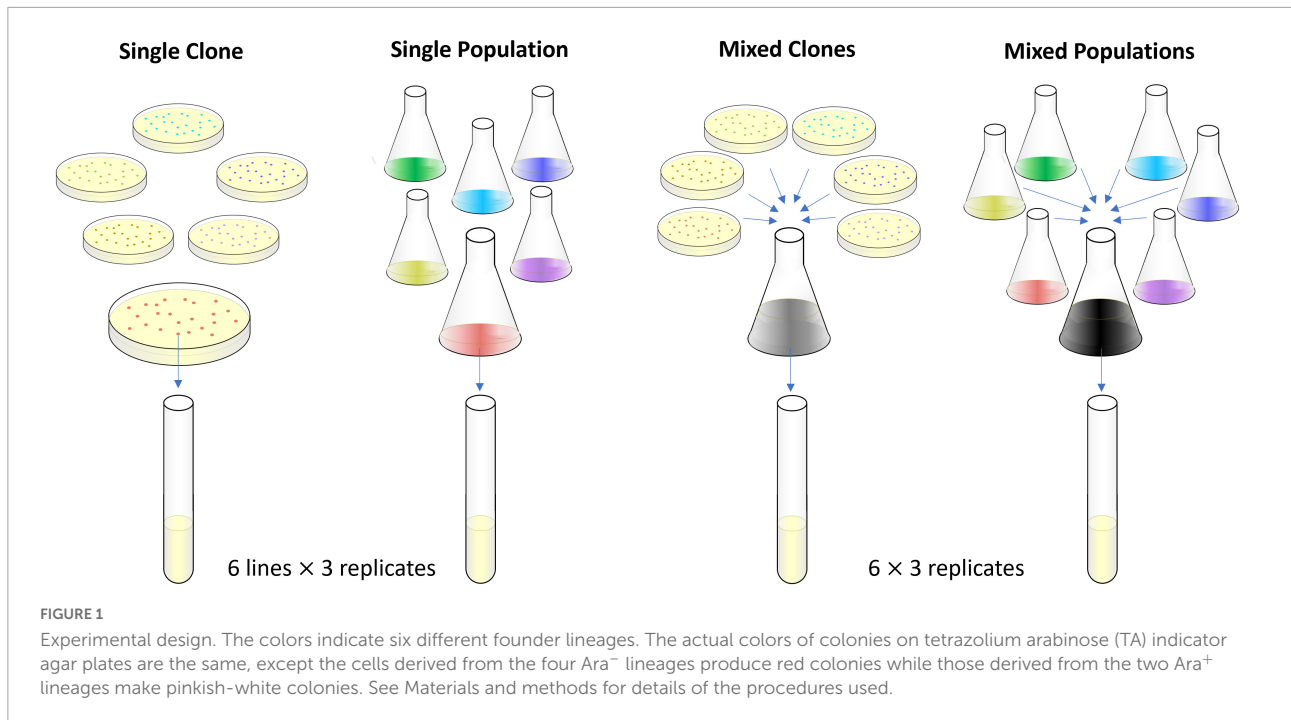 Single Clone
Single Population
Mixed Clones
Mixed Populations
6 lines × 3 replicates
6 × 3 replicates
FIGURE 1
Experimental design. The colors indicate six different founder lineages. The actual colors of colonies on tetrazolium arabinose (TA) indicator
agar plates are the same, except the cells derived from the four Ara⁻ lineages produce red colonies while those derived from the two Ara⁺
lineages make pinkish-white colonies. See Materials and methods for details of the procedures used.